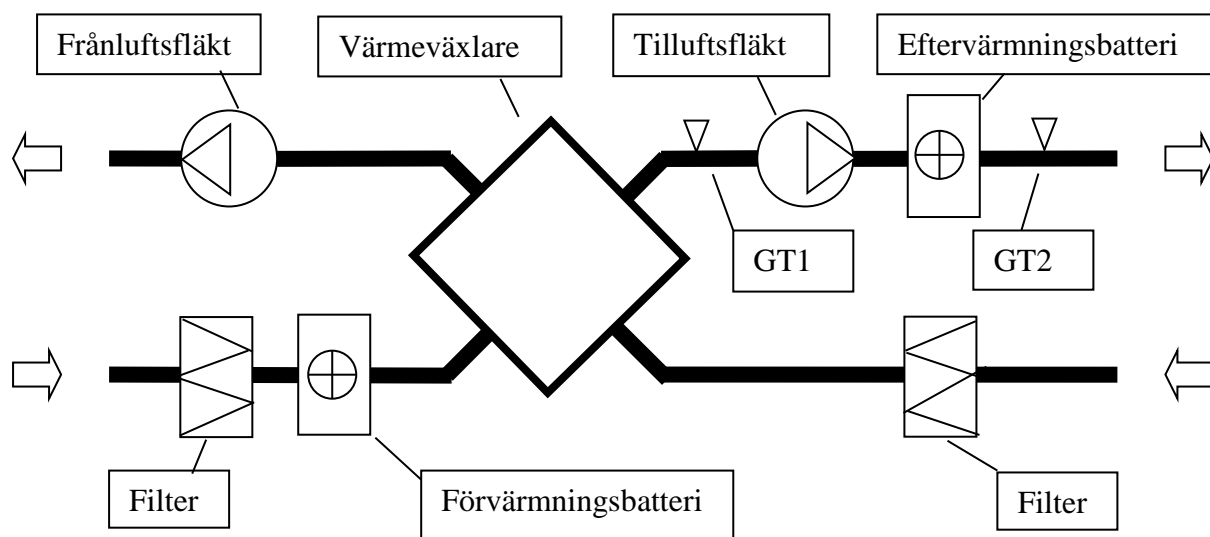 Frånluftsfläkt
Värmeväxlare
Tilluftsfläkt
Eftervärmningsbatteri
GT1
GT2
Filter
Förvärmningsbatteri
Filter